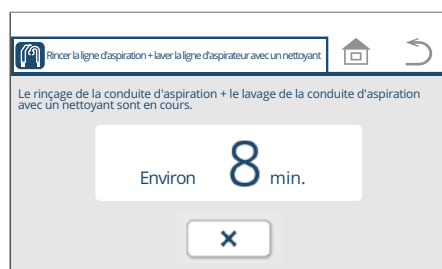 Rincer la ligne d'aspiration + laver la ligne d'aspirateur avec un nettoyant
Le rinçage de la conduite d'aspiration + le lavage de la conduite d'aspiration
avec un nettoyant sont en cours.
Environ 8 min.